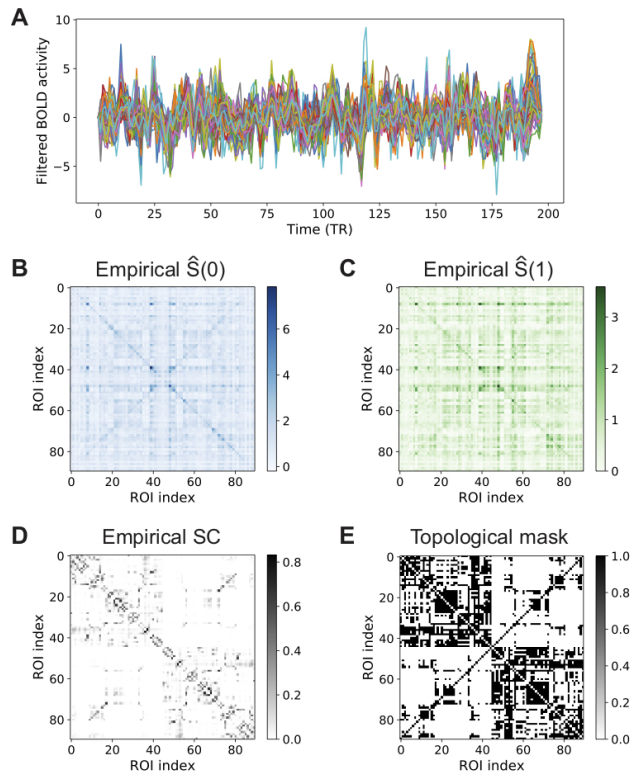 A
10
5
0
−5
Filtered BOLD activity
0 25 50 75 100 125 150 175 200
Time (TR)
B Empirical Ŝ(0)
0
20
40
60
80
ROI index
0 20 40 60 80
ROI index
6
4
2
0
C Empirical Ŝ(1)
0
20
40
60
80
ROI index
0 20 40 60 80
ROI index
3
2
1
0
D Empirical SC
0
20
40
60
80
ROI index
0 20 40 60 80
ROI index
0.8
0.6
0.4
0.2
0.0
E Topological mask
0
20
40
60
80
ROI index
0 20 40 60 80
ROI index
1.0
0.8
0.6
0.4
0.2
0.0